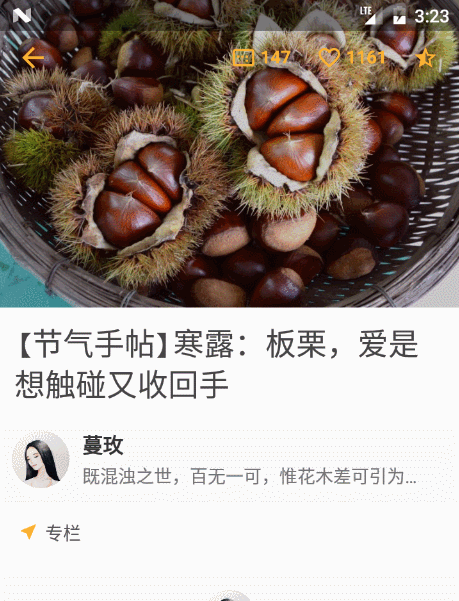 LTE 3:23
147 1161
【节气手帖】寒露：板栗，爱是
想触碰又收回手
蔓玫
既混浊之世，百无一可，惟花木差可引为...
专栏